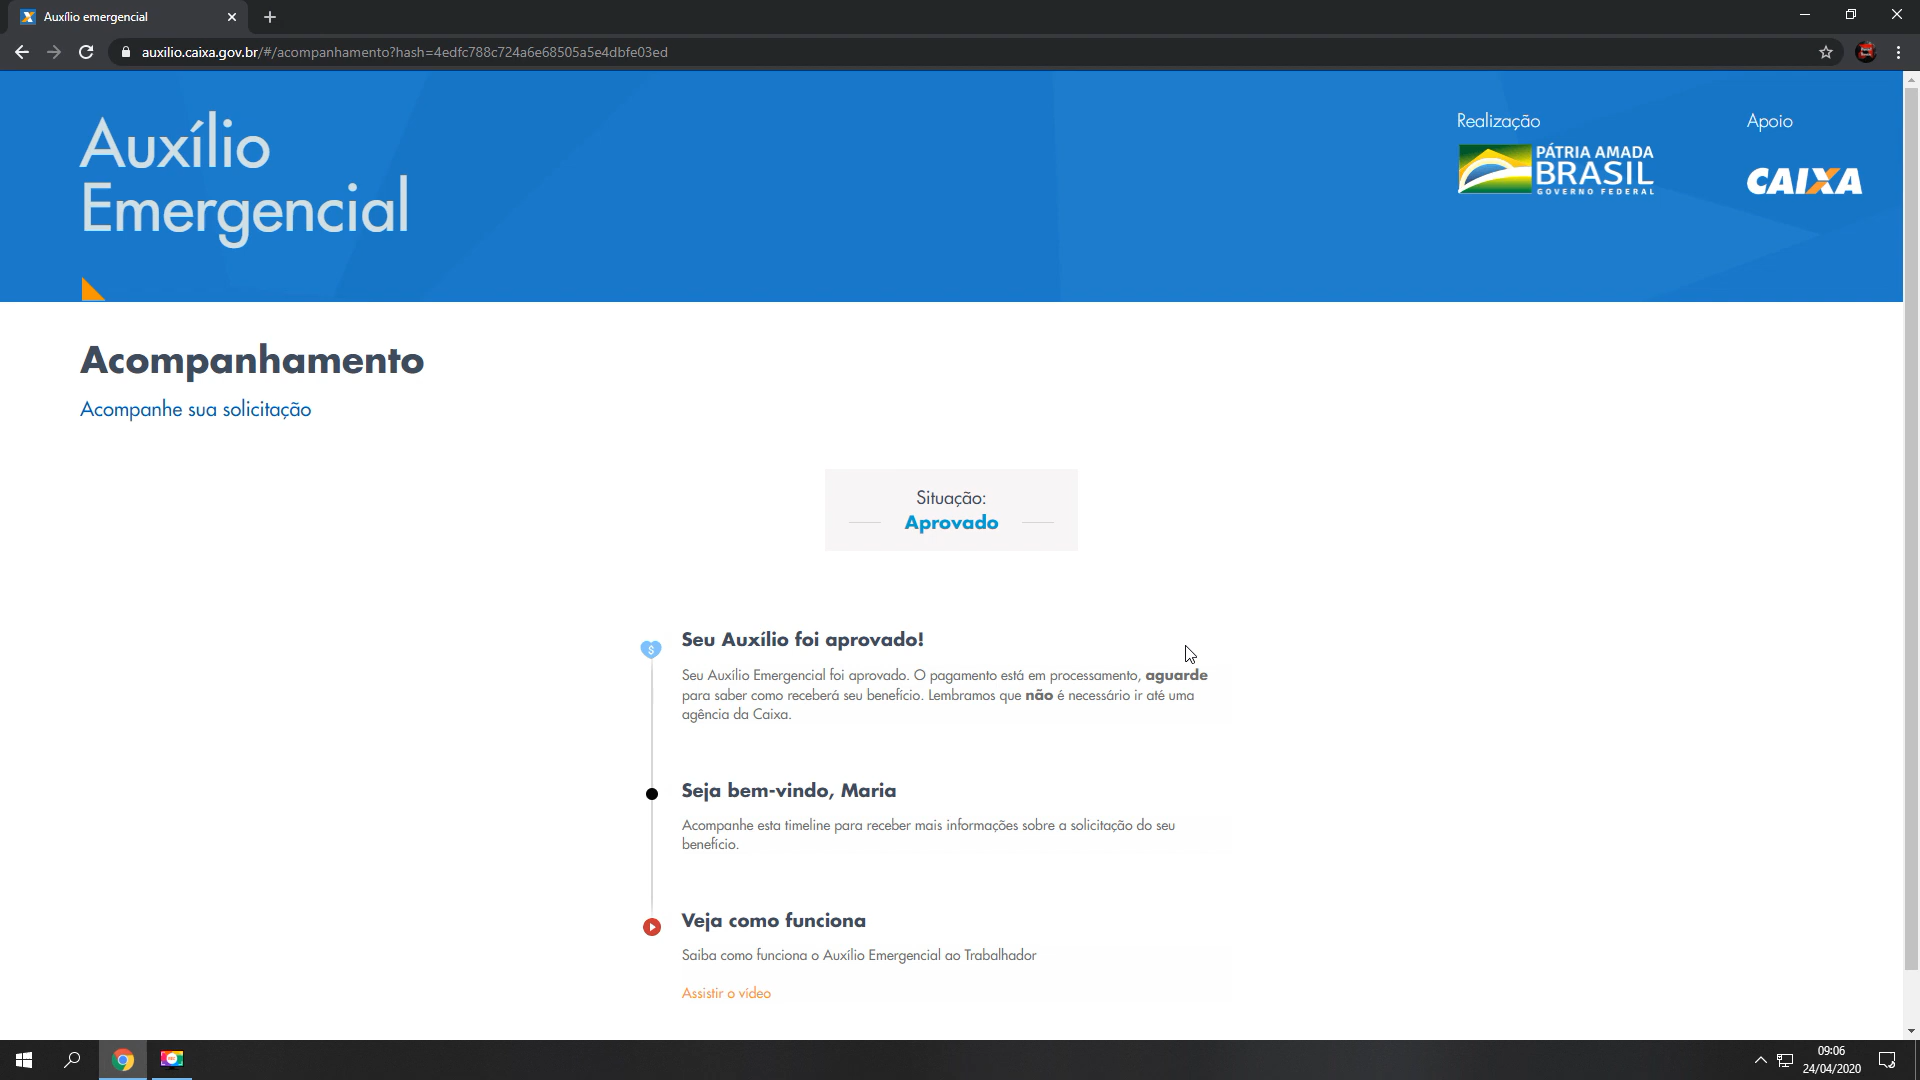 Auxílio emergencial
auxilio.caixa.gov.br/#/acompanhamento?hash=4edfc788c724a6e68505a5e4dbfe03ed
Auxílio
Emergencial
Realização
PÁTRIA AMADA
BRASIL
GOVERNO FEDERAL
Apoio
CAIXA
Acompanhamento
Acompanhe sua solicitação
Situação:
Aprovado
Seu Auxílio foi aprovado!
Seu Auxílio Emergencial foi aprovado. O pagamento está em processamento, aguarde
para saber como receberá seu benefício. Lembramos que não é necessário ir até uma
agência da Caixa.
Seja bem-vindo, Maria
Acompanhe esta timeline para receber mais informações sobre a solicitação do seu
benefício.
Veja como funciona
Saiba como funciona o Auxílio Emergencial ao Trabalhador
Assistir o vídeo
09:06
24/04/2020